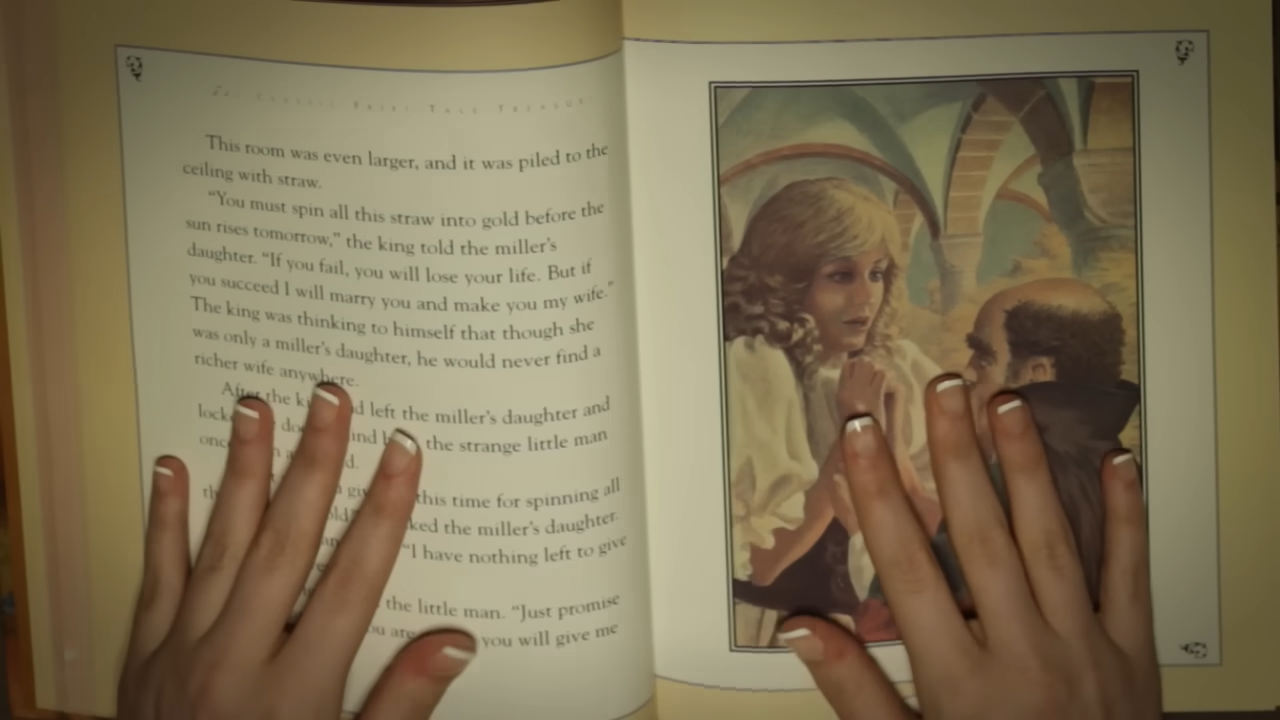 This room was even larger, and it was piled to the
ceiling with straw.
"You must spin all this straw into gold before the
sun rises tomorrow," the king told the miller's
daughter. "If you fail, you will lose your life. But if
you succeed I will marry you and make you my wife."
The king was thinking to himself that though she
was only a miller's daughter, he would never find a
richer wife anywhere.
After the left the miller's daughter and
the strange little man
this time for spinning all
the miller's daughter.
"I have nothing left to give
the little man. "Just promise
you will give me